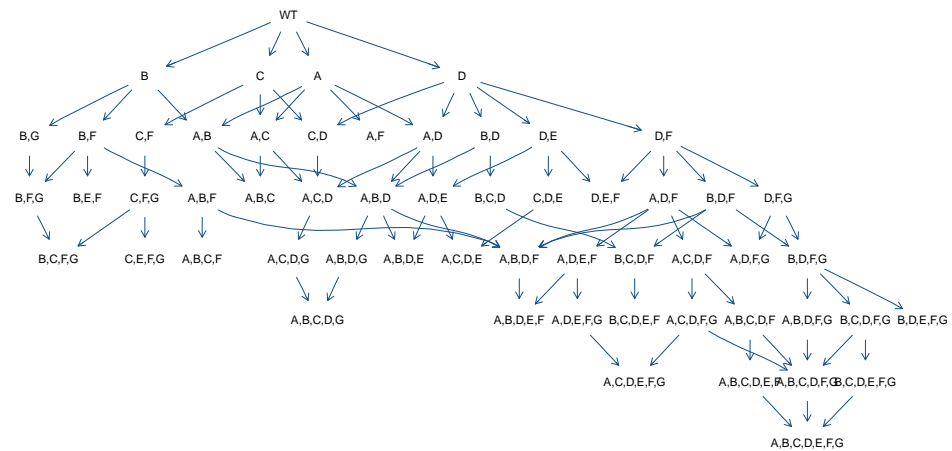 WT
B C A D
B,G B,F C,F A,B A,C C,D A,F A,D B,D D,E D,F
B,F,G B,E,F C,F,G A,B,F A,B,C A,C,D A,B,D A,D,E B,C,D C,D,E D,E,F A,D,F B,D,F D,F,G
B,C,F,G C,E,F,G A,B,C,F A,C,D,G A,B,D,G A,B,D,E A,C,D,E A,B,D,F A,D,E,F B,C,D,F A,C,D,F A,D,F,G B,D,F,G
A,B,C,D,G A,B,D,E,F A,D,E,F,G B,C,D,E,F A,C,D,F,G A,B,C,D,F A,B,D,F,G B,C,D,F,G B,D,E,F,G
A,C,D,E,F,G A,B,C,D,E,F A,B,C,D,F,G B,C,D,E,F,G
A,B,C,D,E,F,G